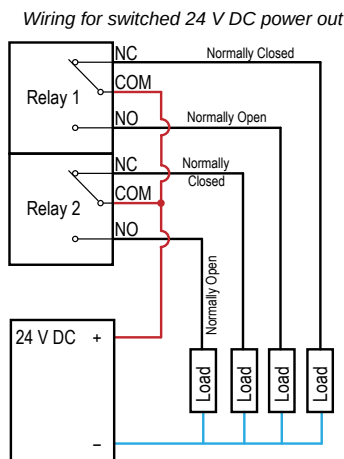 Wiring for switched 24 V DC power out
NC
Normally Closed
COM
Relay 1
NO
Normally Open
NC
Normally
Closed
COM
Relay 2
NO
Normally Open
24 V DC +
Load
Load
Load
Load
−